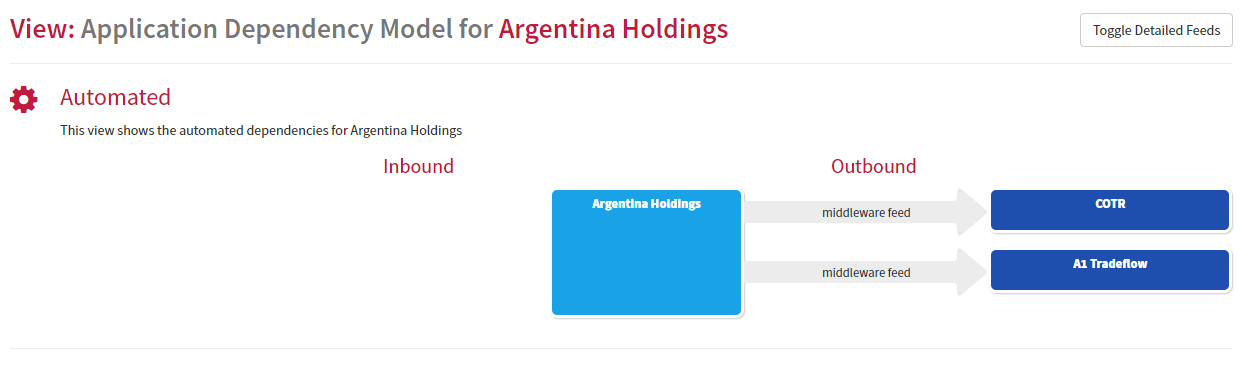 View: Application Dependency Model for Argentina Holdings
Toggle Detailed Feeds
Automated
This view shows the automated dependencies for Argentina Holdings
Inbound
Outbound
Argentina Holdings
middleware feed
COTR
middleware feed
A1 Tradeflow